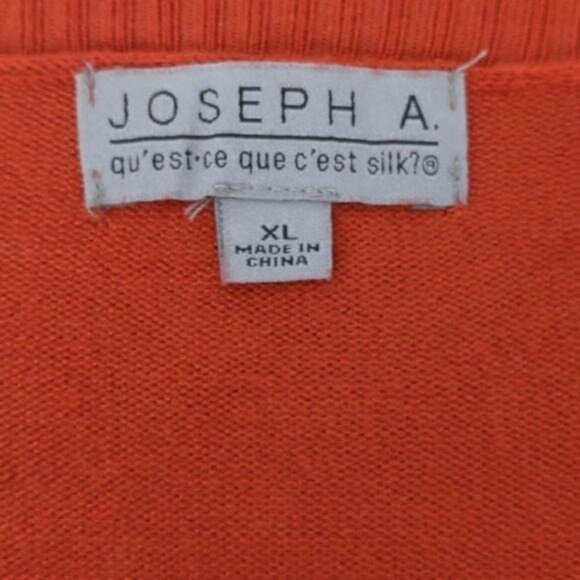 JOSEPH A.
qu'est·ce que c'est silk?®
XL
MADE IN
CHINA